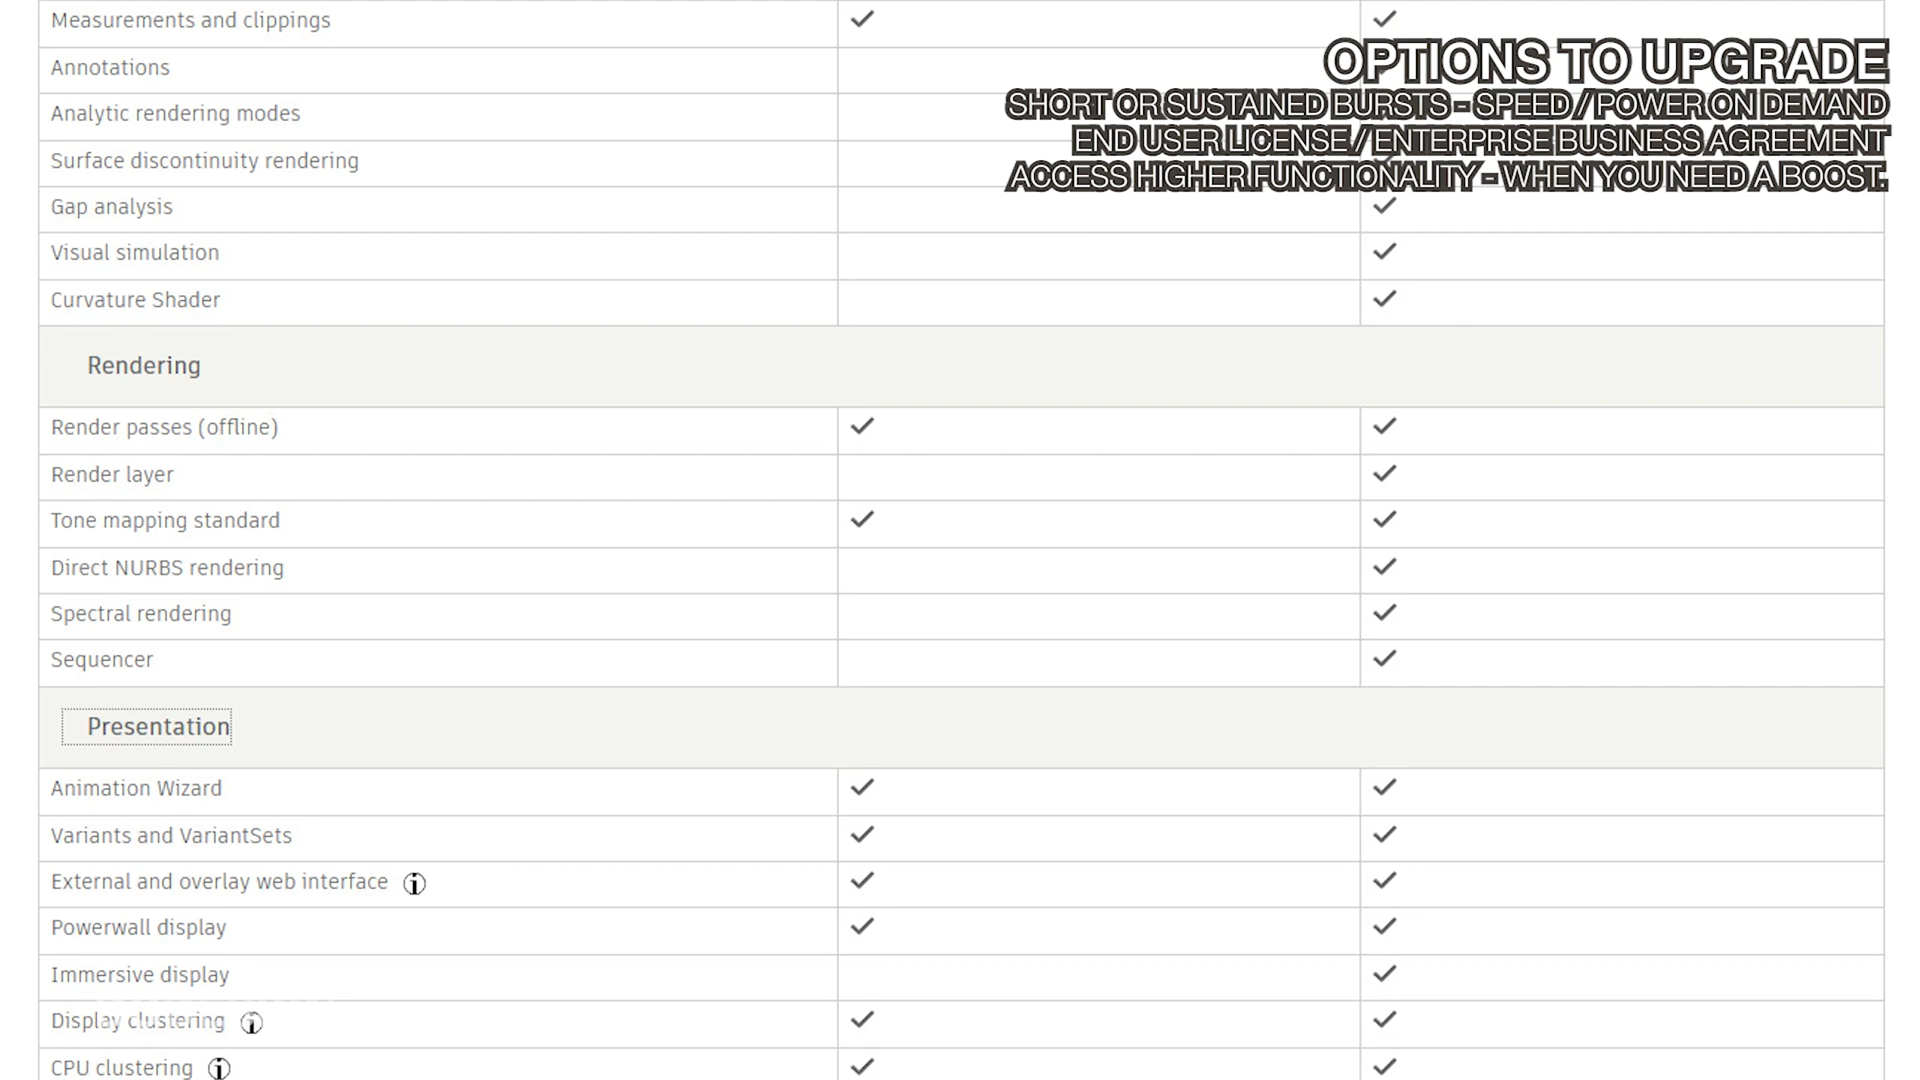 Measurements and clippings
OPTIONS TO UPGRADE
Annotations
SHORT OR SUSTAINED BURSTS - SPEED / POWER ON DEMAND
Analytic rendering modes
END USER LICENSE / ENTERPRISE BUSINESS AGREEMENT
Surface discontinuity rendering
ACCESS HIGHER FUNCTIONALITY - WHEN YOU NEED A BOOST.
Gap analysis
Visual simulation
Curvature Shader
Rendering
Render passes (offline)
Render layer
Tone mapping standard
Direct NURBS rendering
Spectral rendering
Sequencer
Presentation
Animation Wizard
Variants and VariantSets
External and overlay web interface
Powerwall display
Immersive display
Display clustering
CPU clustering